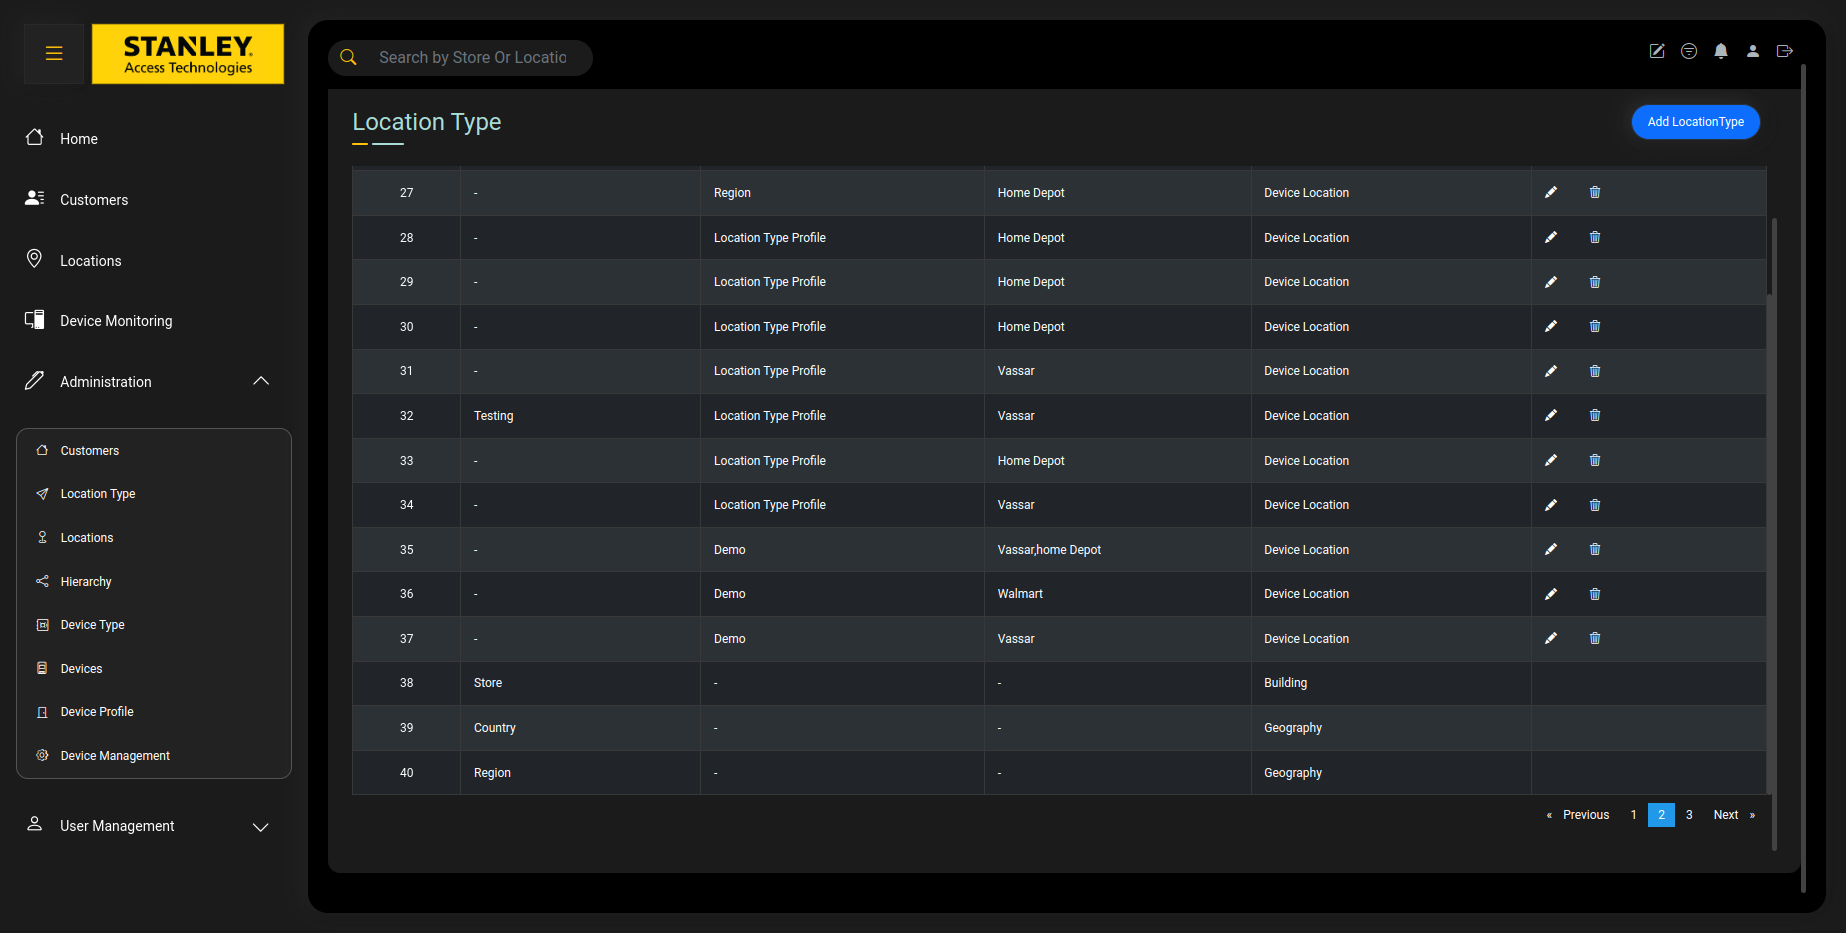 STANLEY
Access Technologies
Home
Customers
Locations
Device Monitoring
Administration
Customers
Location Type
Locations
Hierarchy
Device Type
Devices
Device Profile
Device Management
User Management
Search by Store Or Locatio
Location Type
Add LocationType
27 - Region Home Depot Device Location
28 - Location Type Profile Home Depot Device Location
29 - Location Type Profile Home Depot Device Location
30 - Location Type Profile Home Depot Device Location
31 - Location Type Profile Vassar Device Location
32 Testing Location Type Profile Vassar Device Location
33 - Location Type Profile Home Depot Device Location
34 - Location Type Profile Vassar Device Location
35 - Demo Vassar,home Depot Device Location
36 - Demo Walmart Device Location
37 - Demo Vassar Device Location
38 Store - - Building
39 Country - - Geography
40 Region - - Geography
« Previous 1 2 3 Next »